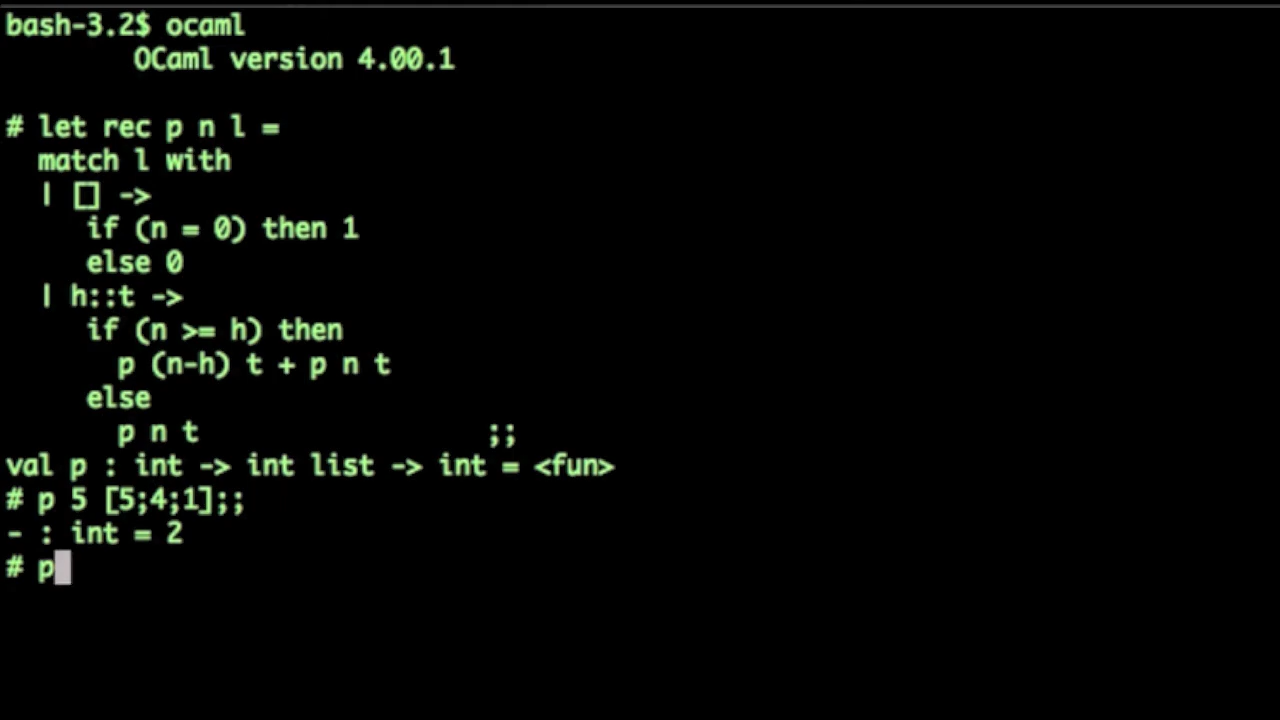 bash-3.2$ ocaml
        OCaml version 4.00.1
# let rec p n l =
  match l with
  | [] ->
     if (n = 0) then 1
     else 0
  | h::t ->
     if (n >= h) then
       p (n-h) t + p n t
     else
       p n t                  ;;
val p : int -> int list -> int = <fun>
# p 5 [5;4;1];;
- : int = 2
# p